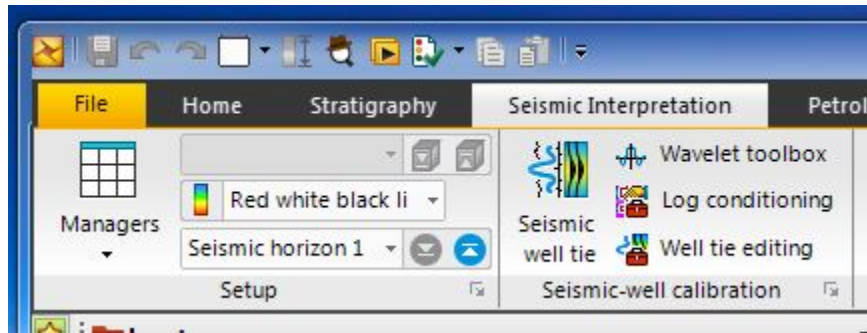 File
Home
Stratigraphy
Seismic Interpretation
Managers
Red white black li
Seismic horizon 1
Setup
Seismic
well tie
Wavelet toolbox
Log conditioning
Well tie editing
Seismic-well calibration